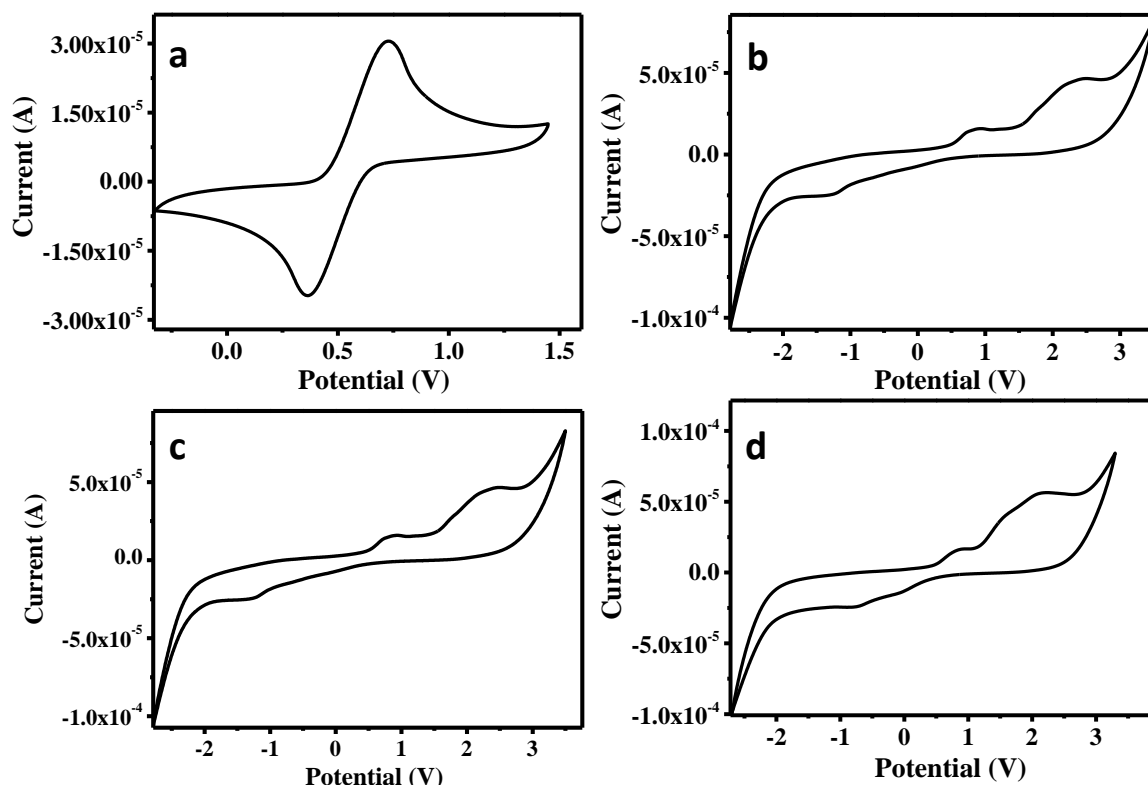 a
Current (A)
3.00x10⁻⁵
1.50x10⁻⁵
0.00
-1.50x10⁻⁵
-3.00x10⁻⁵
0.0 0.5 1.0 1.5
Potential (V)
b
Current (A)
5.0x10⁻⁵
0.0
-5.0x10⁻⁵
-1.0x10⁻⁴
-2 -1 0 1 2 3
Potential (V)
c
Current (A)
5.0x10⁻⁵
0.0
-5.0x10⁻⁵
-1.0x10⁻⁴
-2 -1 0 1 2 3
Potential (V)
d
Current (A)
1.0x10⁻⁴
5.0x10⁻⁵
0.0
-5.0x10⁻⁵
-1.0x10⁻⁴
-2 -1 0 1 2 3
Potential (V)